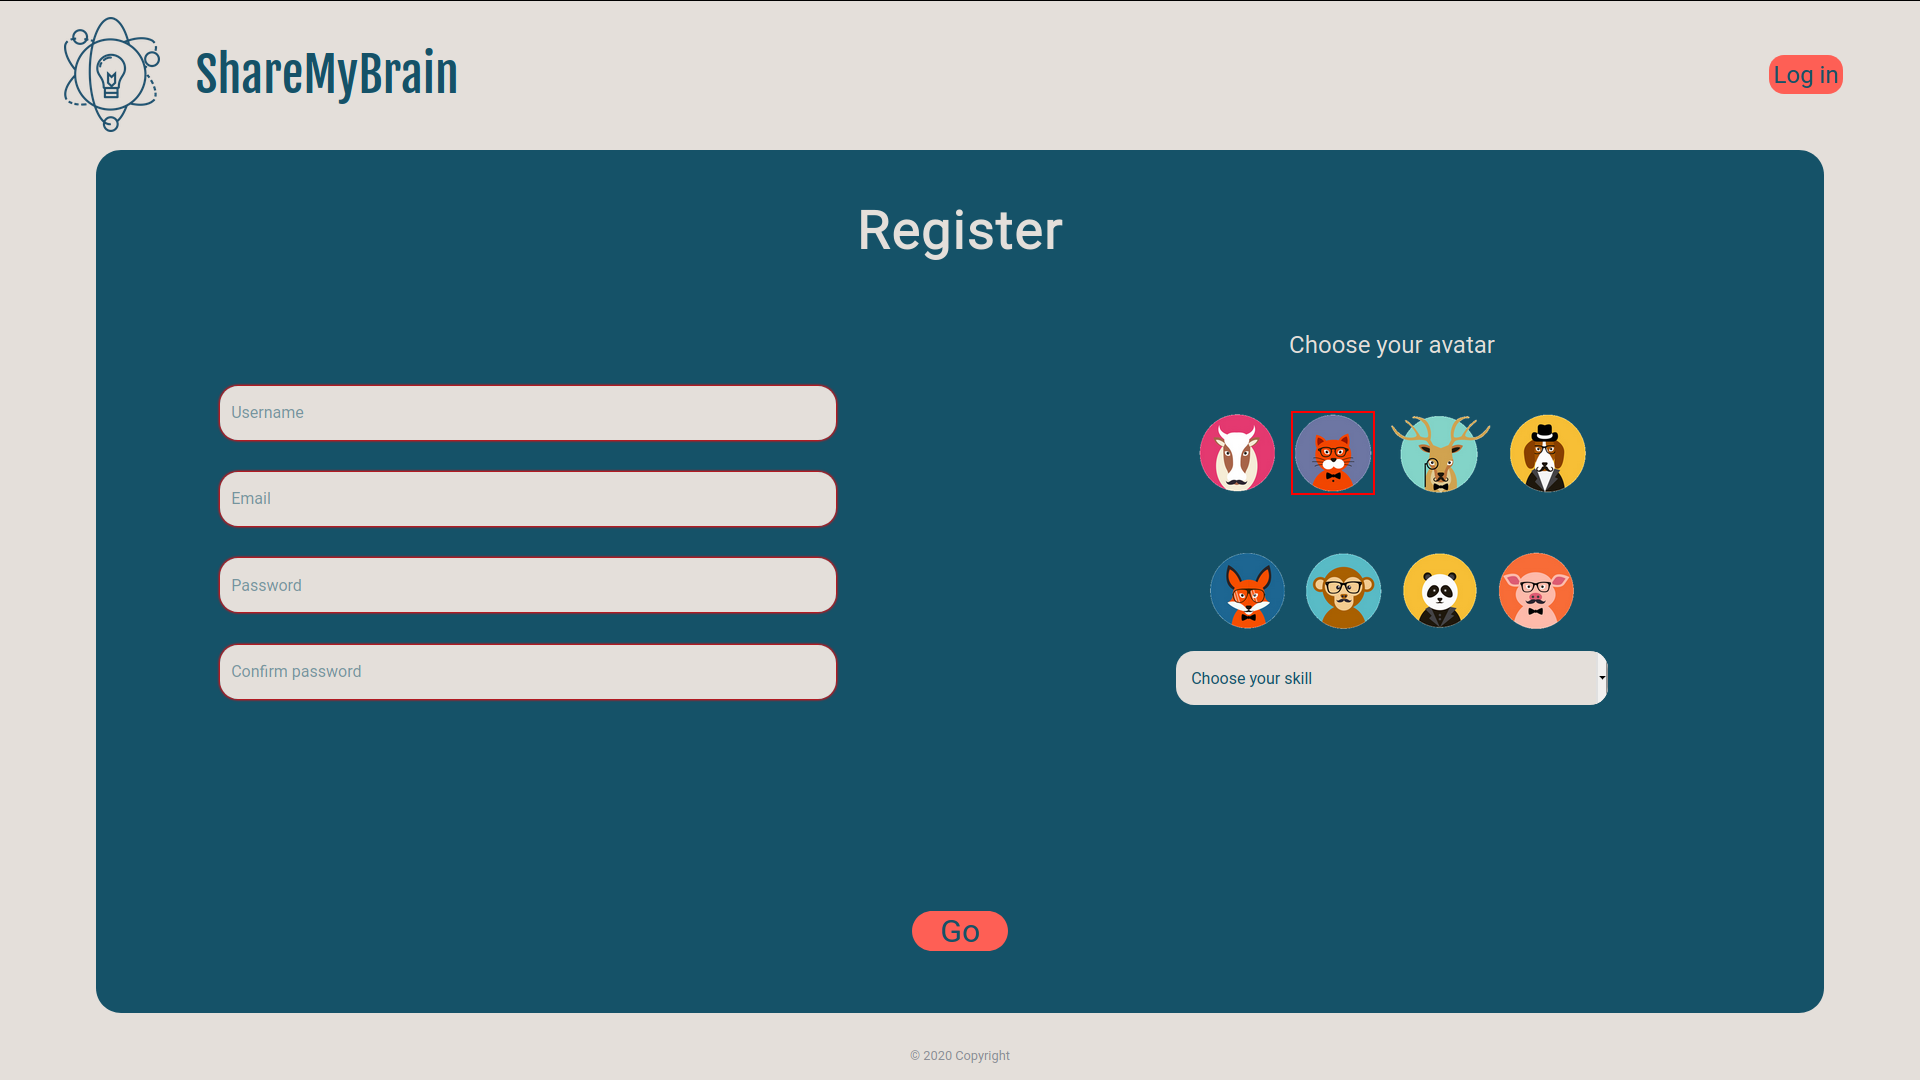 ShareMyBrain
Log in
Register
Choose your avatar
Username
Email
Password
Confirm password
Choose your skill
Go
© 2020 Copyright